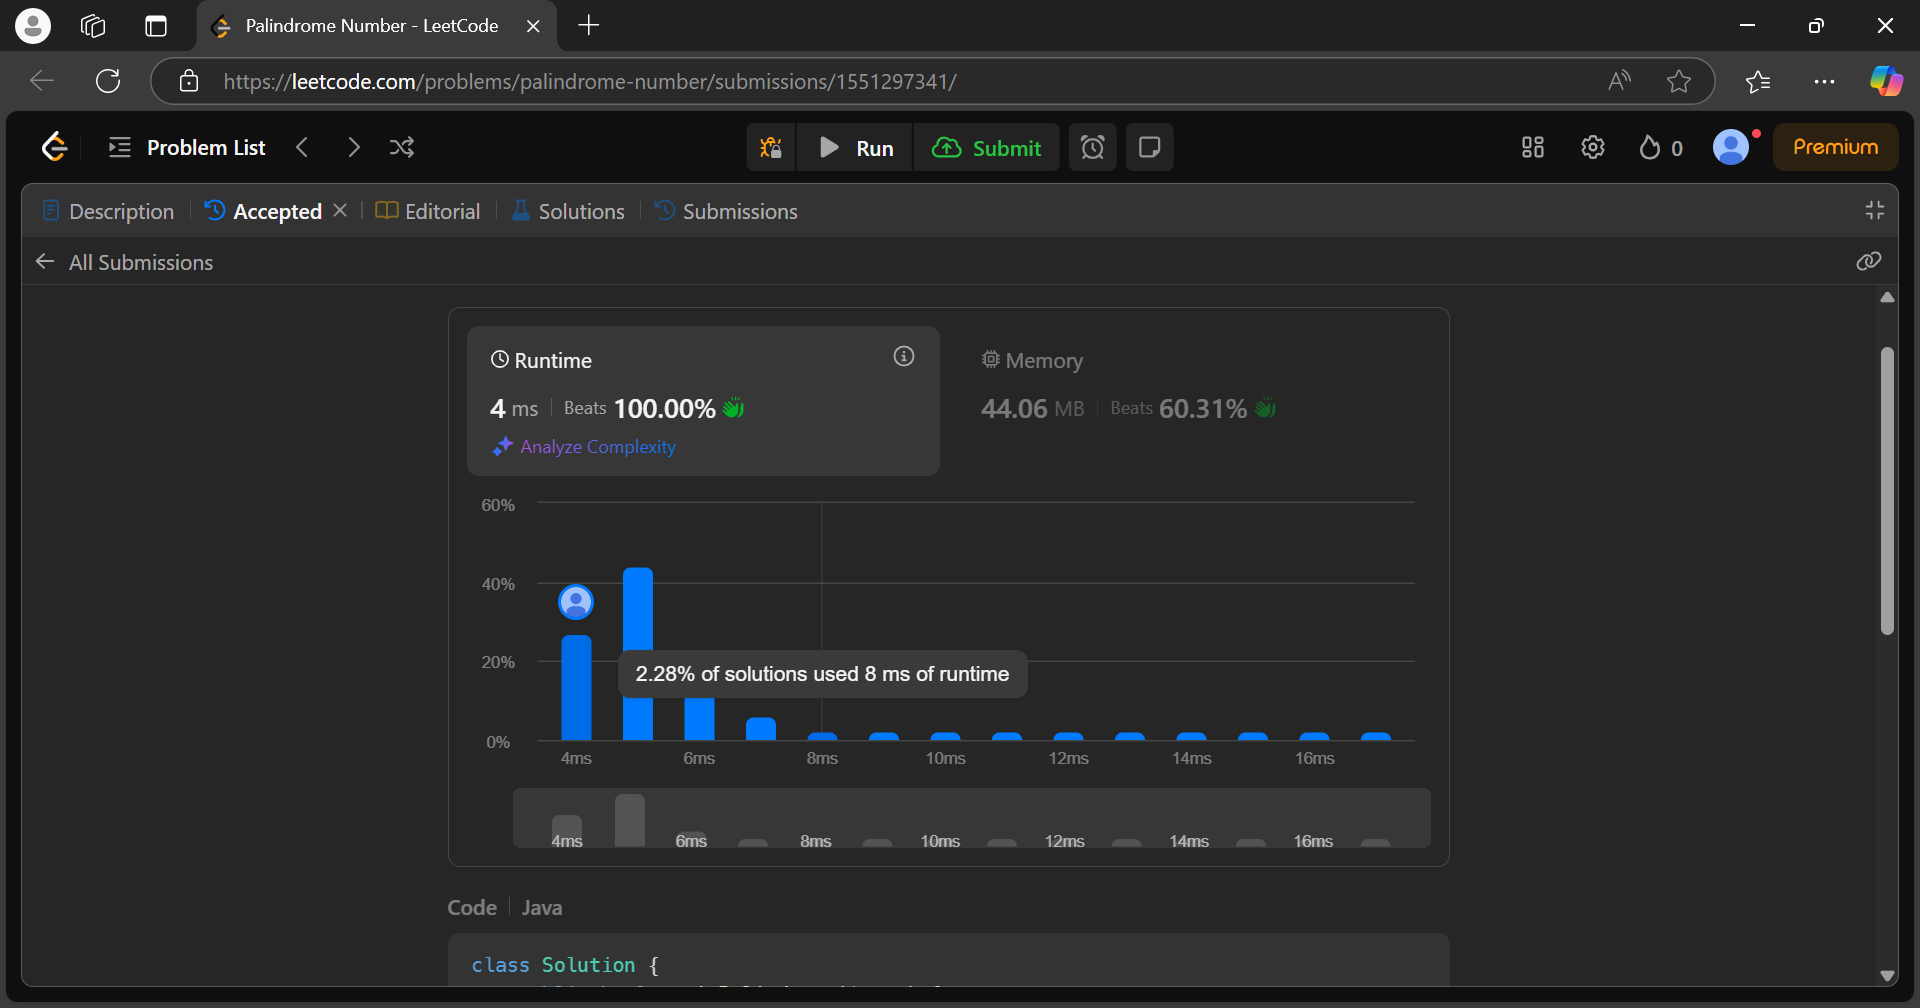 Palindrome Number - LeetCode
https://leetcode.com/problems/palindrome-number/submissions/1551297341/
Problem List
Run
Submit
0
Premium
Description
Accepted
Editorial
Solutions
Submissions
All Submissions
Runtime
4 ms
Beats 100.00%
Analyze Complexity
Memory
44.06 MB
Beats 60.31%
60%
40%
20%
0%
2.28% of solutions used 8 ms of runtime
4ms 6ms 8ms 10ms 12ms 14ms 16ms
4ms 6ms 8ms 10ms 12ms 14ms 16ms
Code
Java
class Solution {